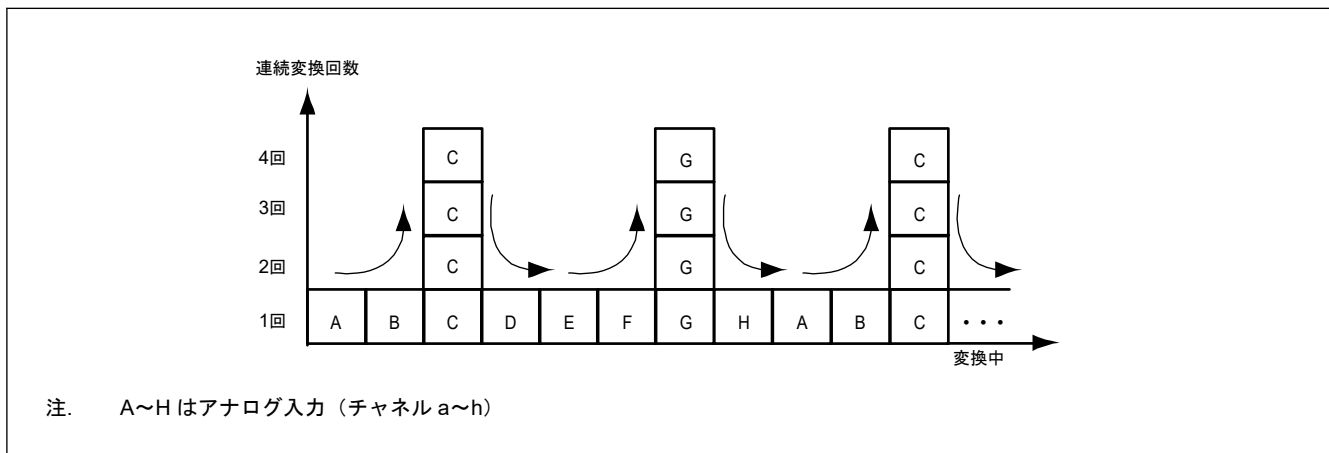 連続変換回数
4回 C G C
3回 C G C
2回 C G C
1回 A B C D E F G H A B C ・・・
変換中
注. A～H はアナログ入力（チャネル a～h）